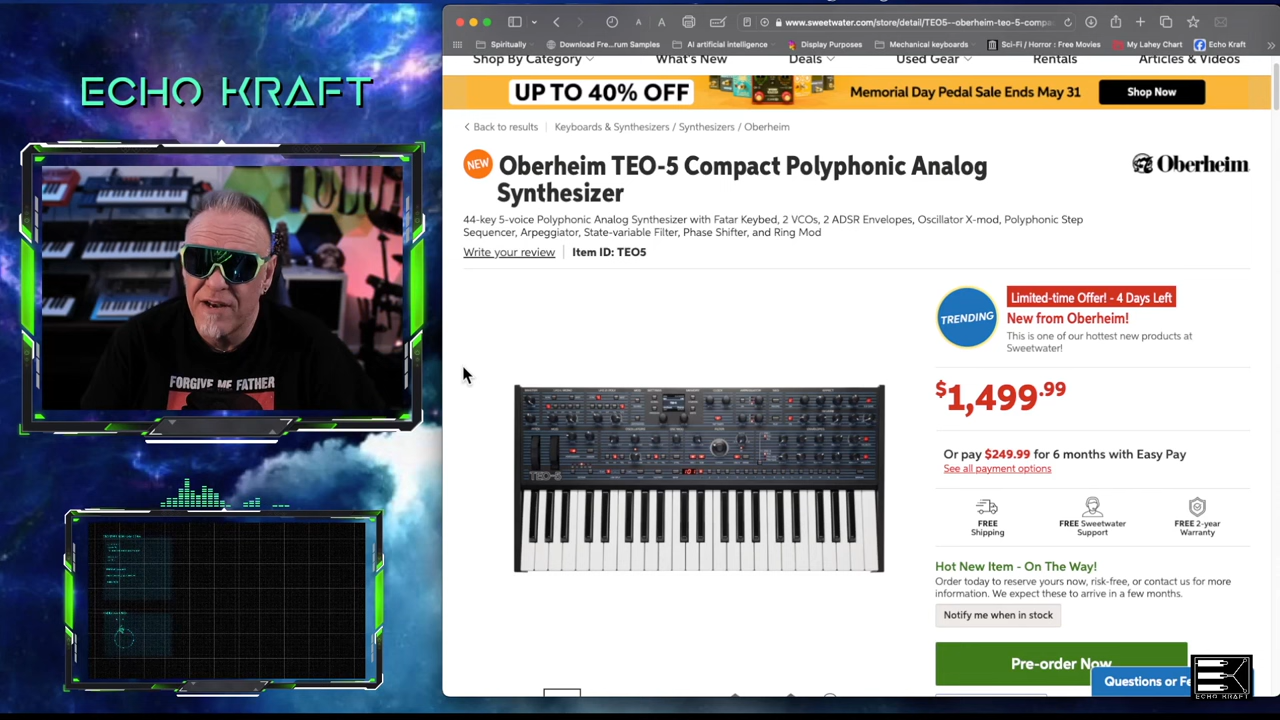 www.sweetwater.com/store/detail/TEO5--oberheim-teo-5-compa
Spiritually
Download Fre...rum Samples
AI artificial intelligence
Display Purposes
Mechanical keyboards
Sci-Fi / Horror : Free Movies
My Lahey Chart
Echo Kraft
Shop By Category
What's New
Deals
Used Gear
Rentals
Articles & Videos
ECHO KRAFT
UP TO 40% OFF
Memorial Day Pedal Sale Ends May 31
Shop Now
Back to results
Keyboards & Synthesizers / Synthesizers / Oberheim
NEW
Oberheim TEO-5 Compact Polyphonic Analog
Synthesizer
Oberheim
44-key 5-voice Polyphonic Analog Synthesizer with Fatar Keybed, 2 VCOs, 2 ADSR Envelopes, Oscillator X-mod, Polyphonic Step
Sequencer, Arpeggiator, State-variable Filter, Phase Shifter, and Ring Mod
Write your review
Item ID: TEO5
TRENDING
Limited-time Offer! - 4 Days Left
New from Oberheim!
This is one of our hottest new products at
Sweetwater!
$1,499.99
FORGIVE ME FATHER
TEO-5
Or pay $249.99 for 6 months with Easy Pay
See all payment options
FREE
Shipping
FREE Sweetwater
Support
FREE 2-year
Warranty
Hot New Item - On The Way!
Order today to reserve yours now, risk-free, or contact us for more
information. We expect these to arrive in a few months.
Notify me when in stock
Pre-order Now
Questions or Fe
ECHO KRAFT